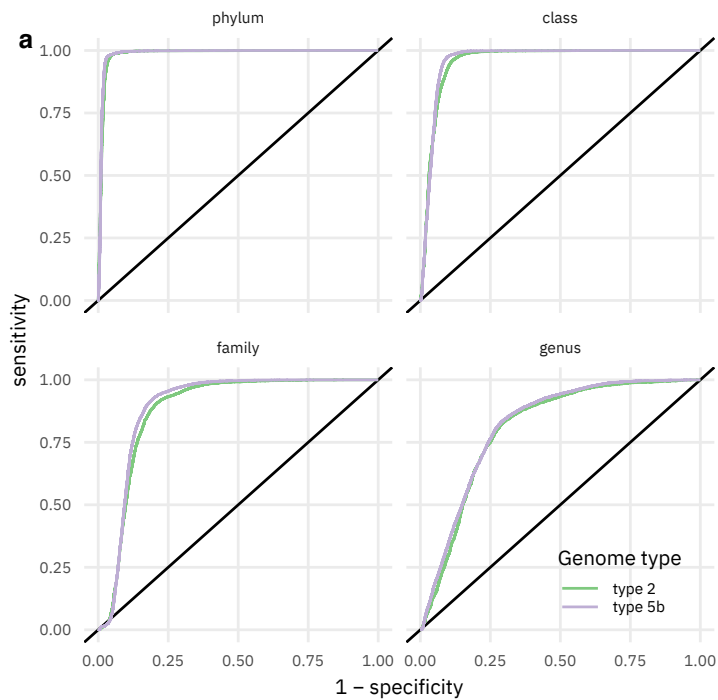 a
phylum
class
1.00
0.75
0.50
0.25
0.00
sensitivity
family
genus
1.00
0.75
0.50
0.25
0.00
Genome type
type 2
type 5b
0.00 0.25 0.50 0.75 1.00
0.00 0.25 0.50 0.75 1.00
1 – specificity